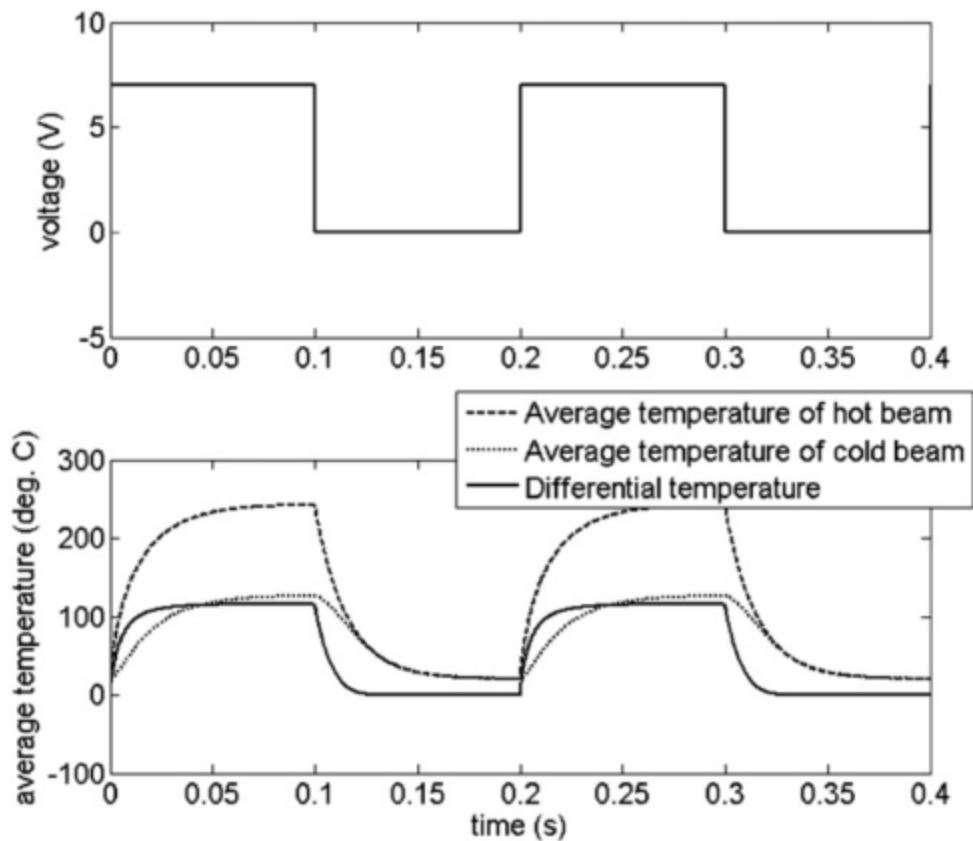 10
5
0
-5
voltage (V)
0 0.05 0.1 0.15 0.2 0.25 0.3 0.35 0.4
Average temperature of hot beam
Average temperature of cold beam
Differential temperature
300
200
100
0
-100
average temperature (deg. C)
0 0.05 0.1 0.15 0.2 0.25 0.3 0.35 0.4
time (s)